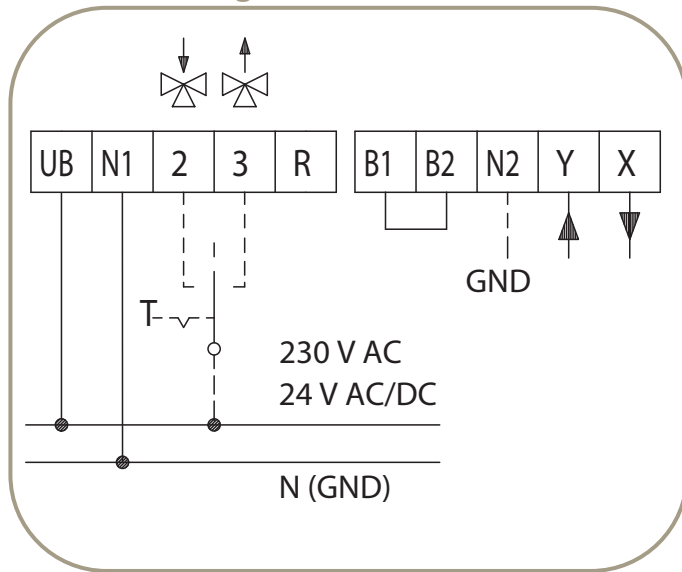 UB N1 2 3 R B1 B2 N2 Y X
GND
T
230 V AC
24 V AC/DC
N (GND)